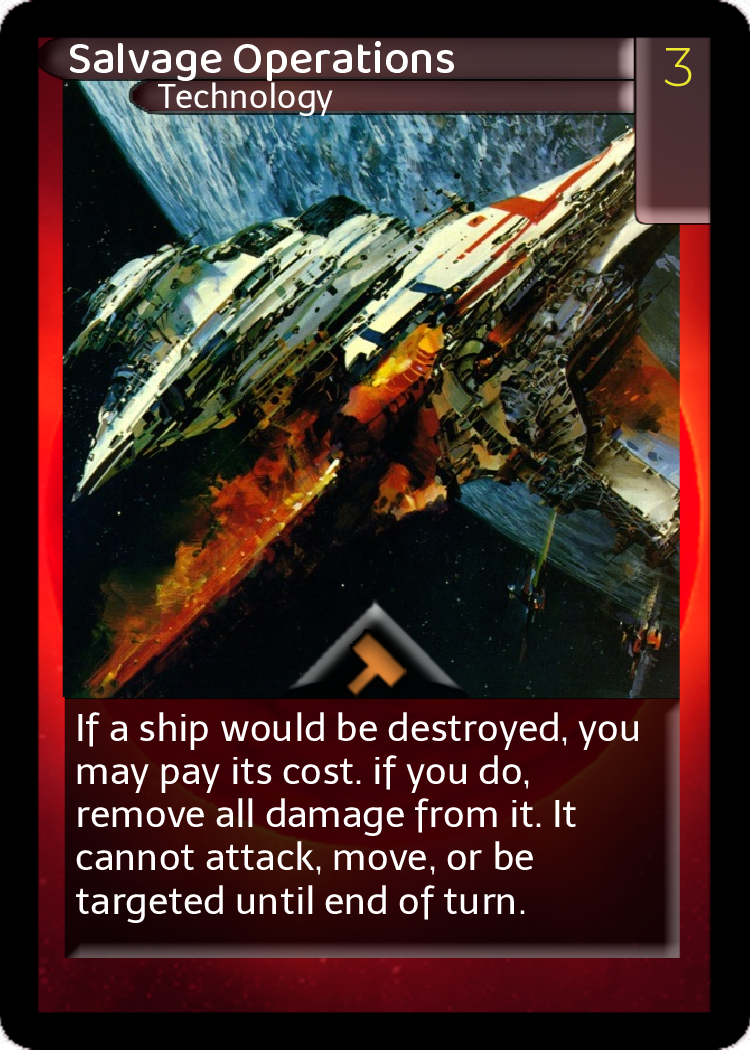 Salvage Operations
3
Technology
If a ship would be destroyed, you
may pay its cost. if you do,
remove all damage from it. It
cannot attack, move, or be
targeted until end of turn.